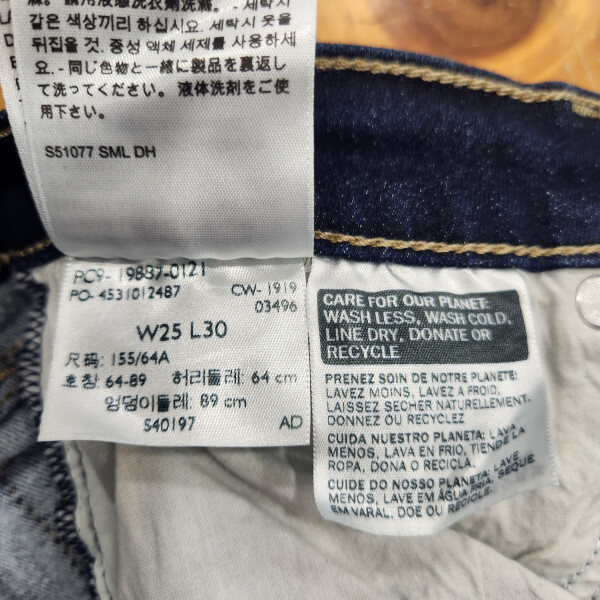 같은 색상끼리 하십시요. 세탁시 옷을
뒤집을 것. 중성 액체 세제를 사용하세
요. - 同じ色物と一緒に製品を裏返し
て洗ってください。液体洗剤をご使
用下さい。
S51077 SML DH
PC9- 19887-0121
PO- 4531012487
CW- 1919
03496
W25 L30
尺码: 155/64A
호칭: 64-89 허리둘레: 64 cm
엉덩이둘레: 89 cm
S40197
AD
CARE FOR OUR PLANET:
WASH LESS, WASH COLD,
LINE DRY, DONATE OR
RECYCLE
PRENEZ SOIN DE NOTRE PLANETE:
LAVEZ MOINS, LAVEZ A FROID,
LAISSEZ SECHER NATURELLEMENT,
DONNEZ OU RECYCLEZ
CUIDA NUESTRO PLANETA: LAVA
MENOS, LAVA EN FRIO, TIENDE LA
ROPA, DONA O RECICLA
CUIDE DO NOSSO PLANETA: LAVE
MENOS, LAVE EM ÁGUA FRIA, SEQUE
EM VARAL, DOE OU RECICLE